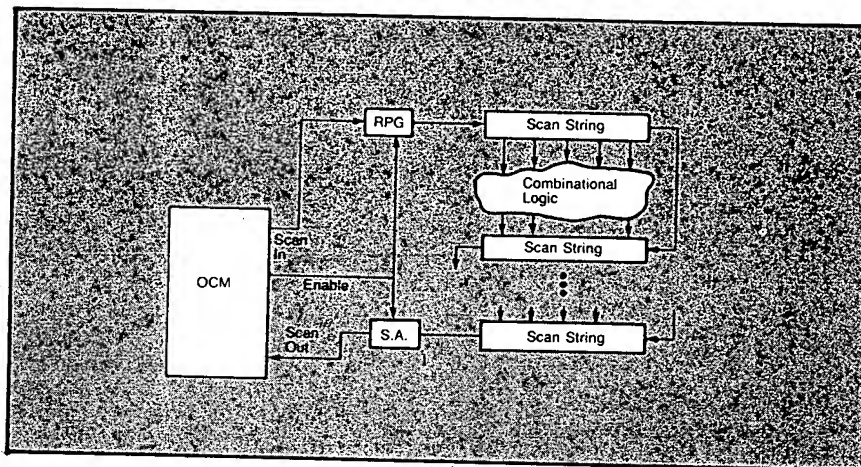 RPG
Scan String
Combinational
Logic
Scan
In
Scan String
OCM
Enable
Scan
Out
S.A.
Scan String